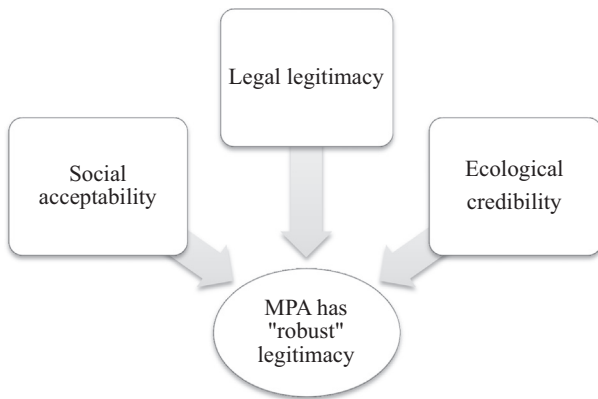 Legal legitimacy
Social
acceptability
Ecological
credibility
MPA has
"robust"
legitimacy